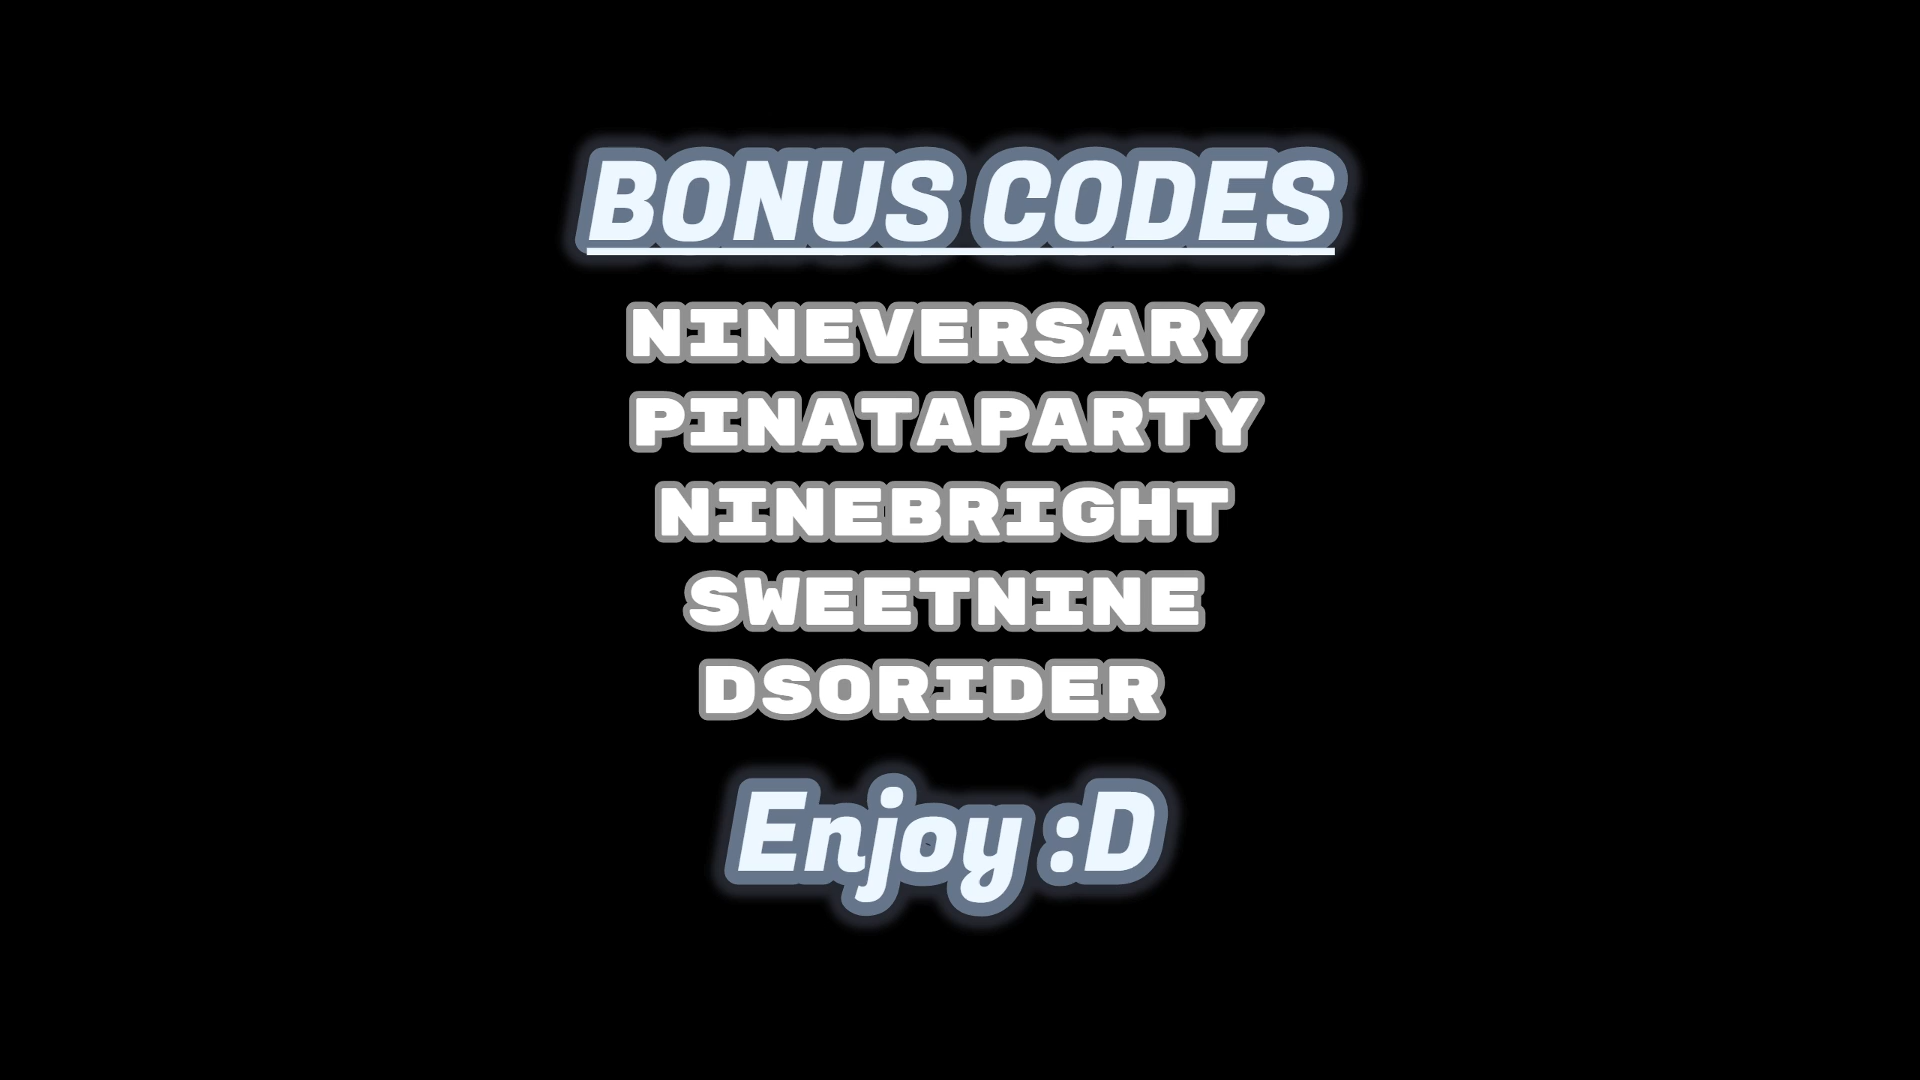 BONUS CODES
NINEVERSARY
PINATAPARTY
NINEBRIGHT
SWEETNINE
DSORIDER
Enjoy :D